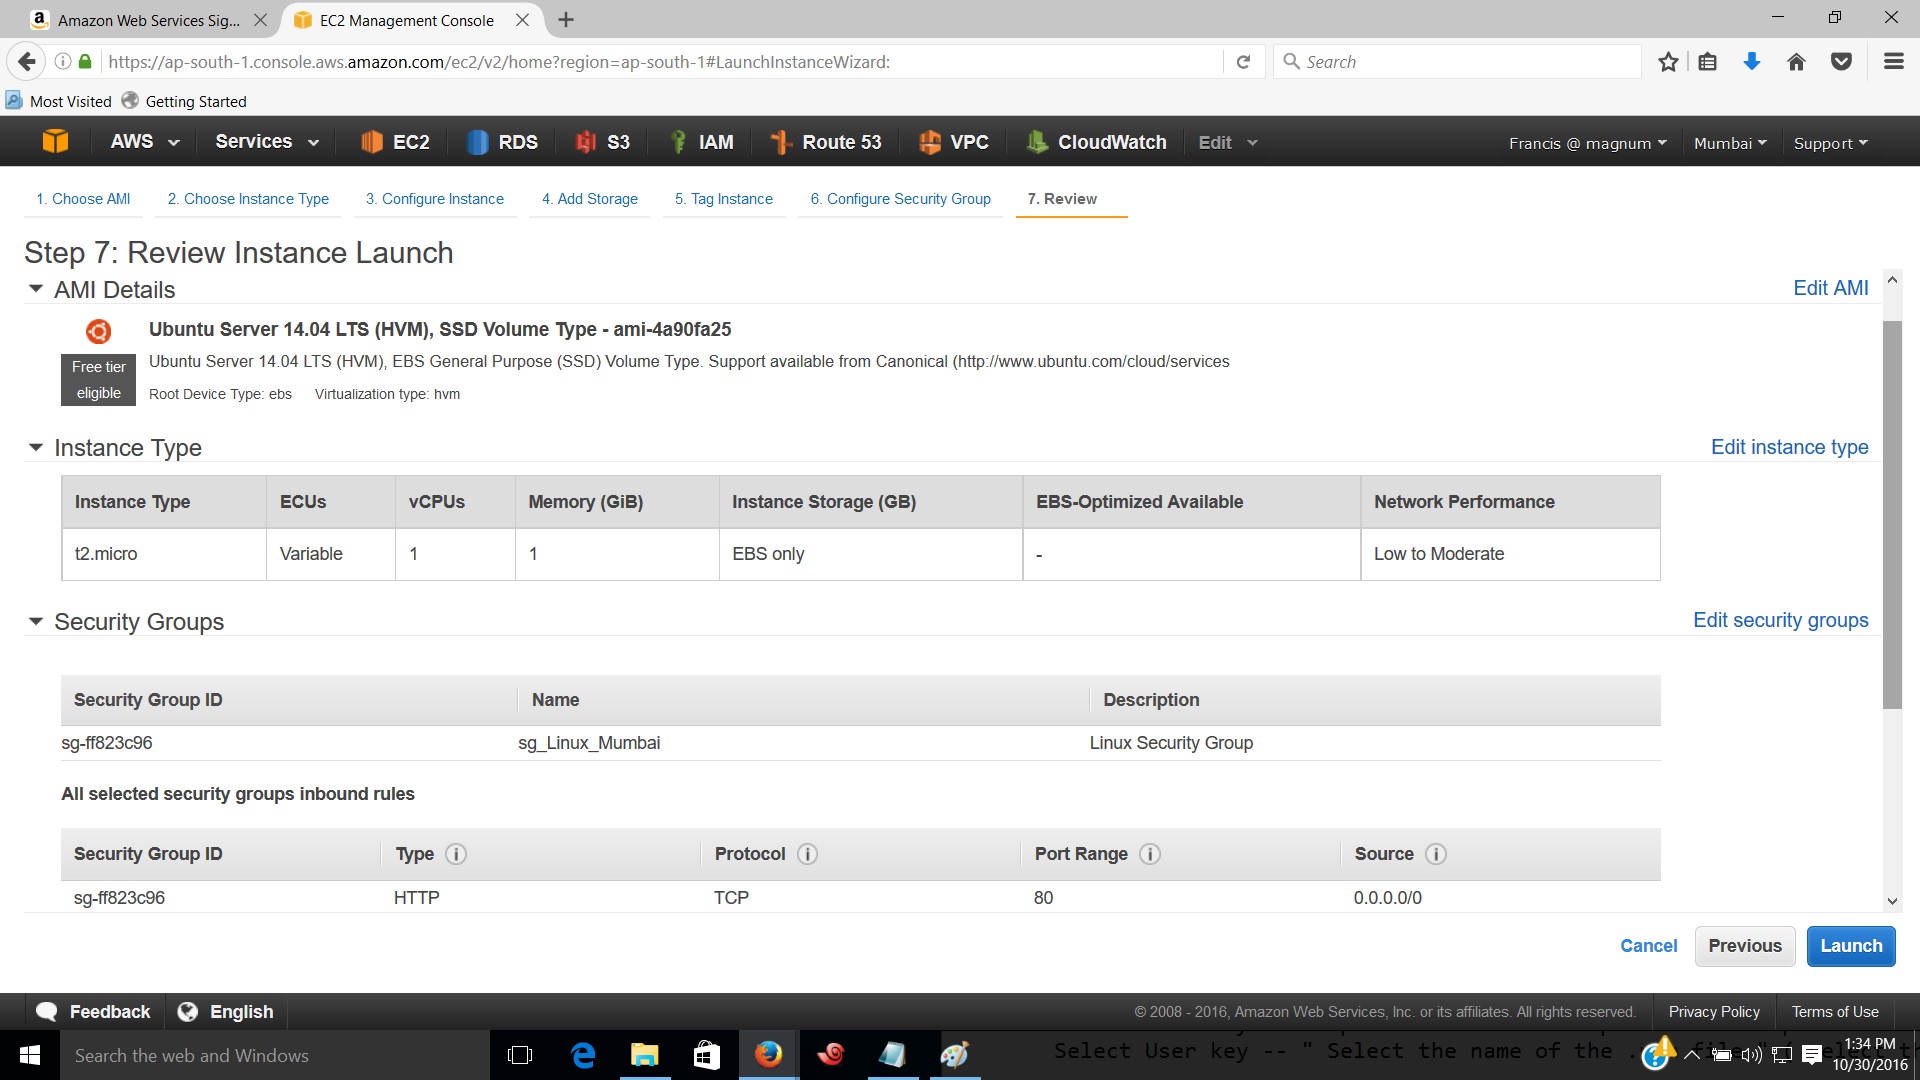 Amazon Web Services Sig...
EC2 Management Console
https://ap-south-1.console.aws.amazon.com/ec2/v2/home?region=ap-south-1#LaunchInstanceWizard:
Search
Most Visited
Getting Started
AWS
Services
EC2
RDS
S3
IAM
Route 53
VPC
CloudWatch
Edit
Francis @ magnum
Mumbai
Support
1. Choose AMI
2. Choose Instance Type
3. Configure Instance
4. Add Storage
5. Tag Instance
6. Configure Security Group
7. Review
Step 7: Review Instance Launch
AMI Details
Edit AMI
Ubuntu Server 14.04 LTS (HVM), SSD Volume Type - ami-4a90fa25
Free tier
eligible
Ubuntu Server 14.04 LTS (HVM), EBS General Purpose (SSD) Volume Type. Support available from Canonical (http://www.ubuntu.com/cloud/services
Root Device Type: ebs Virtualization type: hvm
Instance Type
Edit instance type
Instance Type ECUs vCPUs Memory (GiB) Instance Storage (GB) EBS-Optimized Available Network Performance
t2.micro Variable 1 1 EBS only - Low to Moderate
Security Groups
Edit security groups
Security Group ID Name Description
sg-ff823c96 sg_Linux_Mumbai Linux Security Group
All selected security groups inbound rules
Security Group ID Type Protocol Port Range Source
sg-ff823c96 HTTP TCP 80 0.0.0.0/0
Cancel
Previous
Launch
Feedback
English
© 2008 - 2016, Amazon Web Services, Inc. or its affiliates. All rights reserved.
Privacy Policy
Terms of Use
Search the web and Windows
Select User key -- " Select the name of the
1:34 PM
10/30/2016